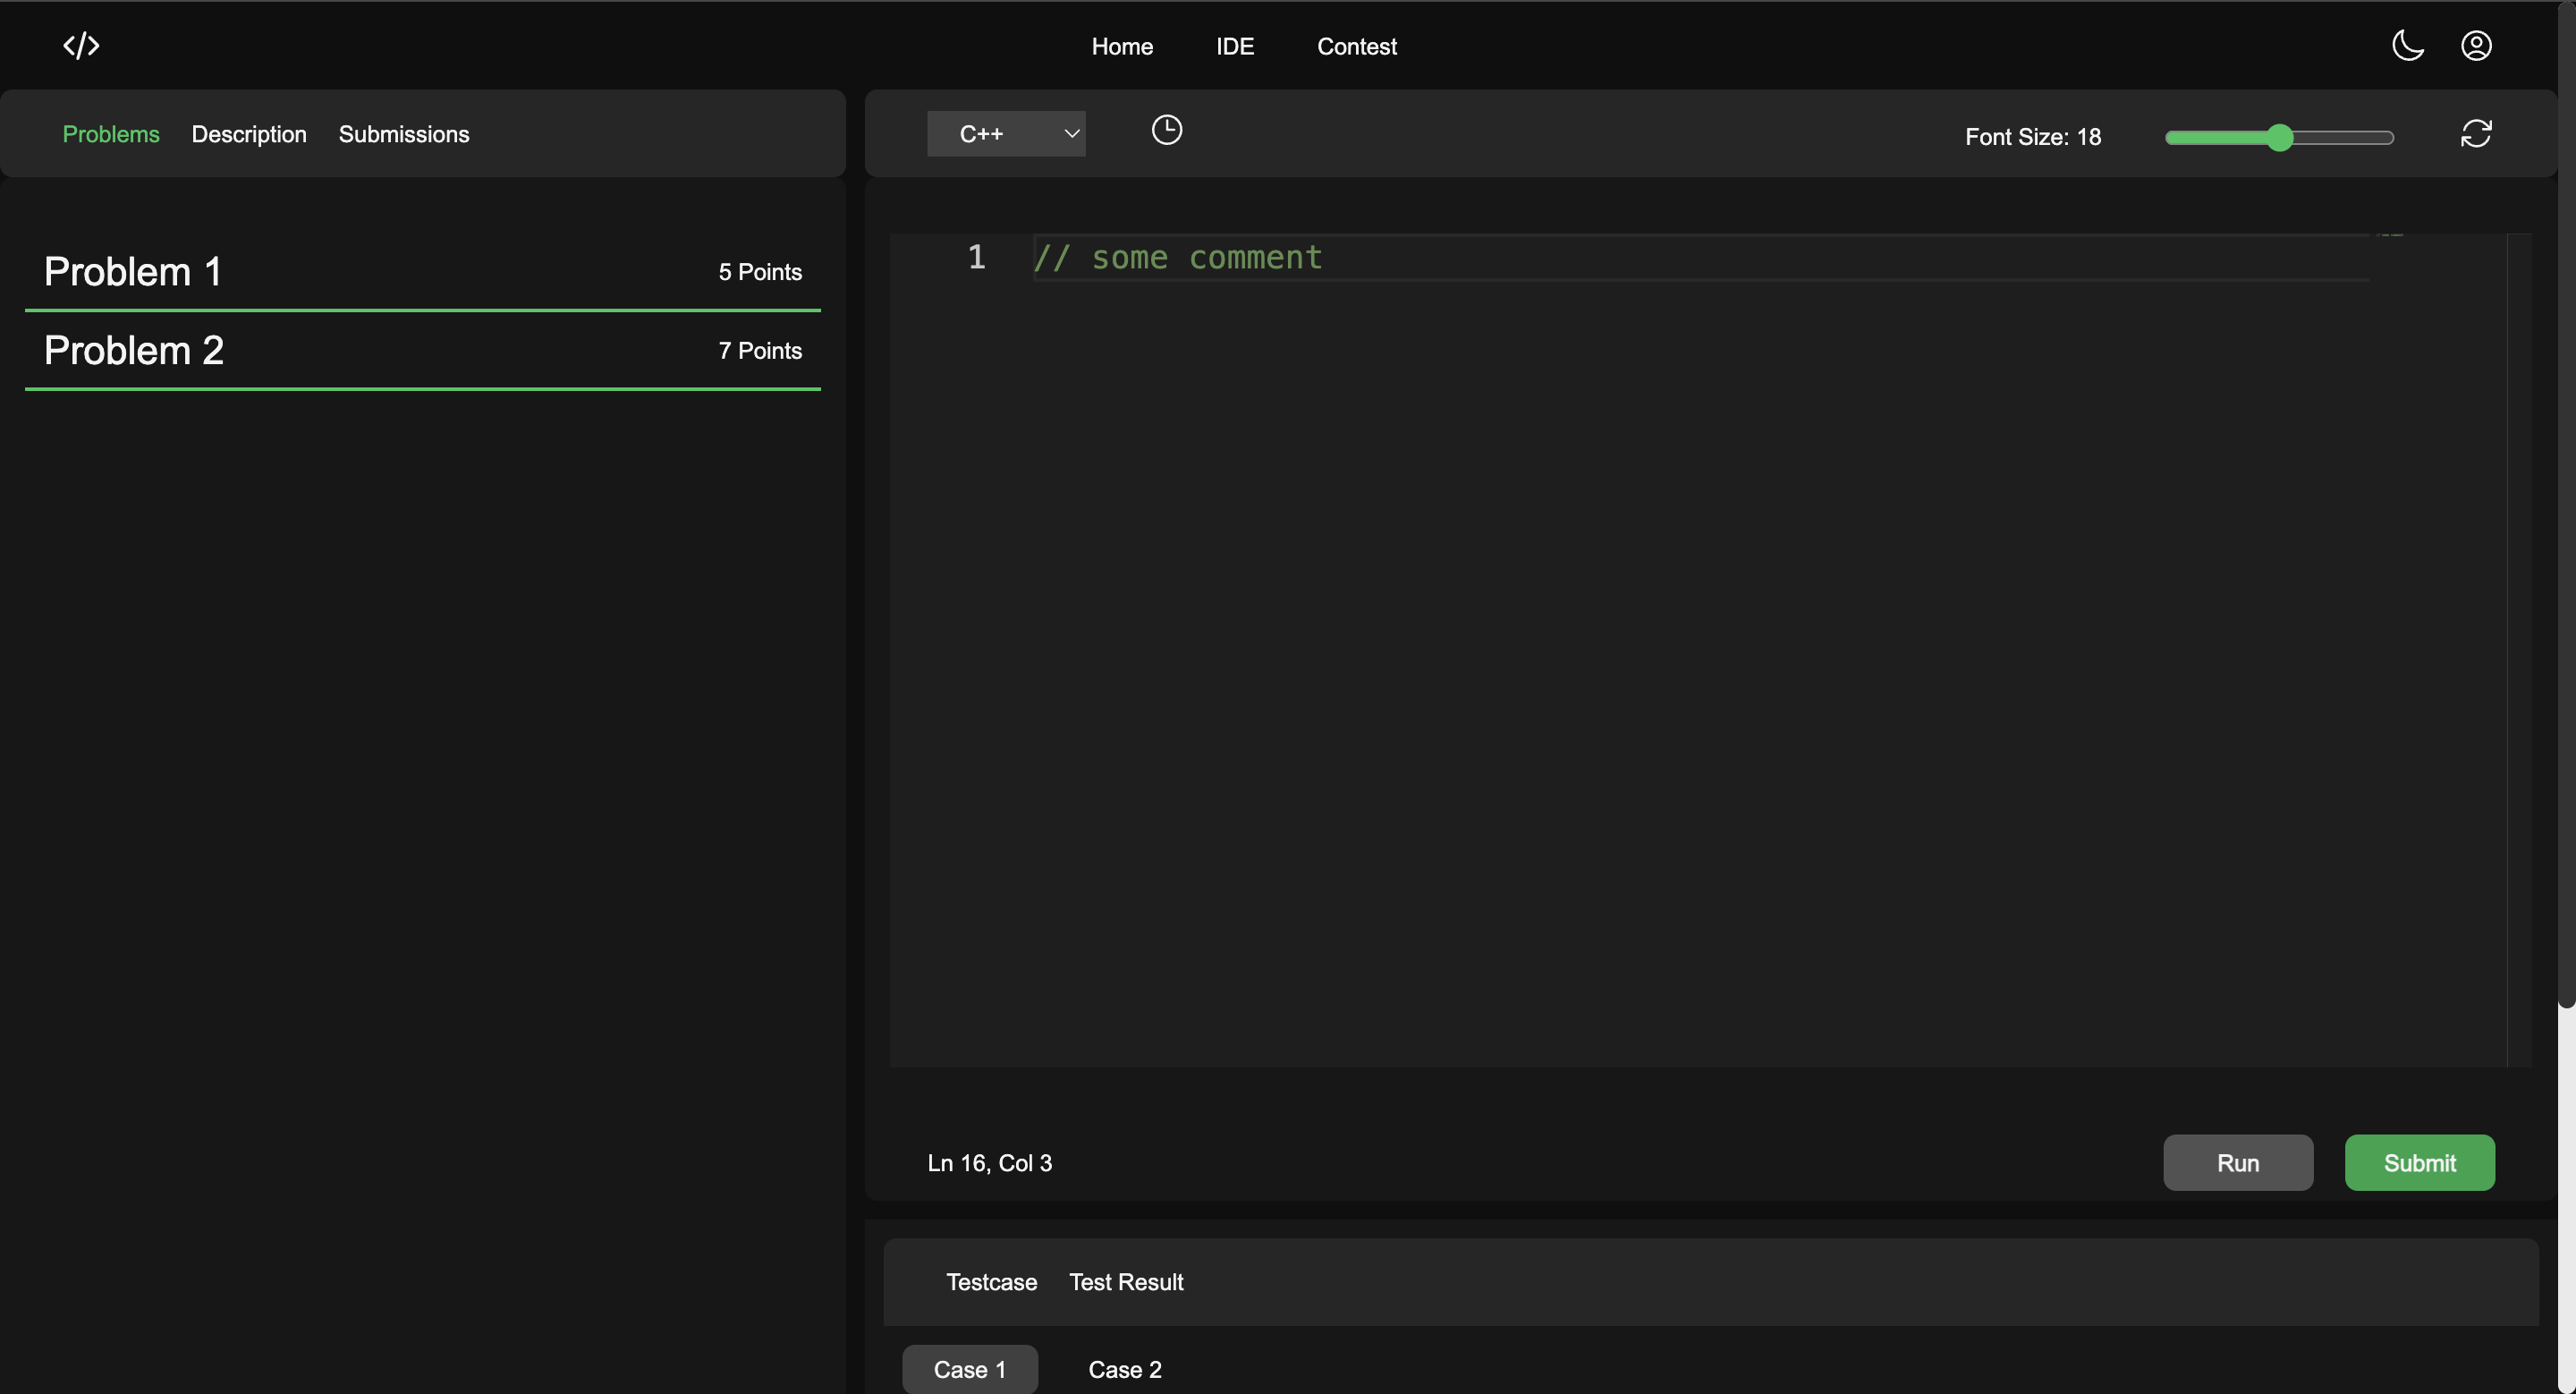 </>
Home IDE Contest
Problems Description Submissions
C++
Font Size: 18
Problem 1 5 Points
Problem 2 7 Points
1 // some comment
Ln 16, Col 3
Run Submit
Testcase Test Result
Case 1 Case 2